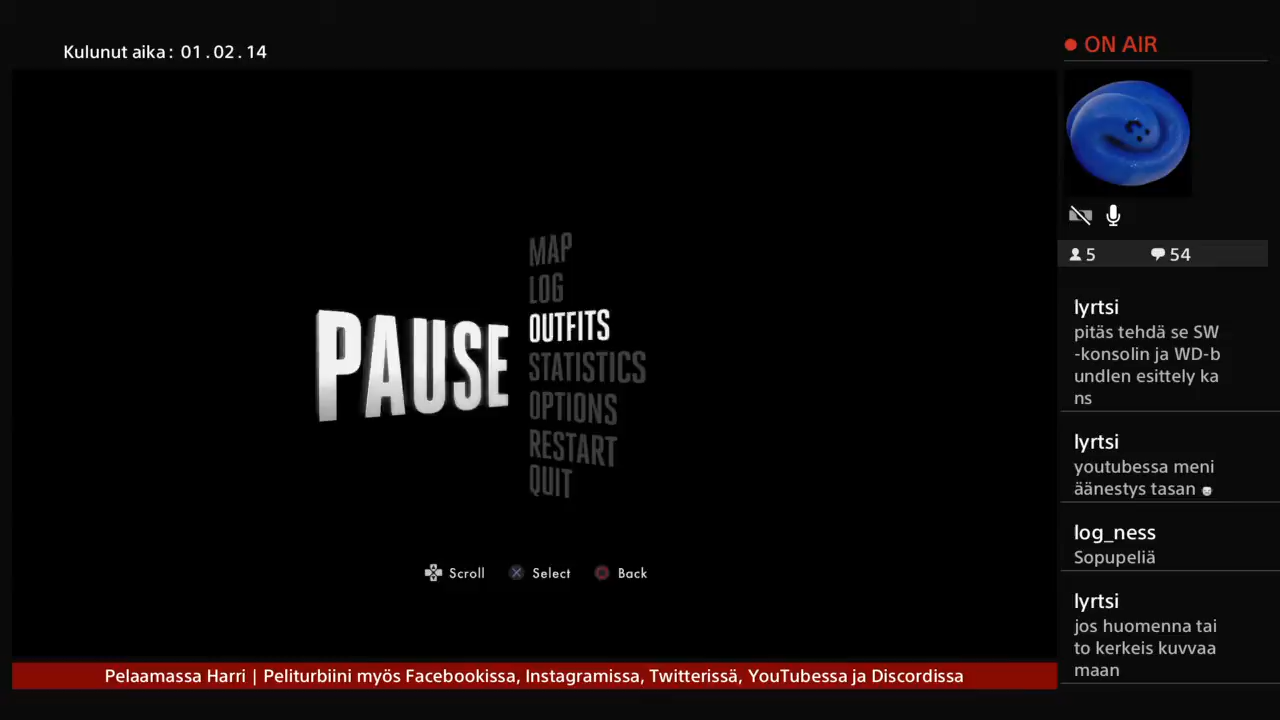 Kulunut aika: 01.02.14
ON AIR
MAP
LOG
OUTFITS
STATISTICS
OPTIONS
RESTART
QUIT
PAUSE
Scroll Select Back
5 54
lyrtsi
pitäs tehdä se SW
-konsolin ja WD-b
undlen esittely ka
ns
lyrtsi
youtubessa meni
äänestys tasan
log_ness
Sopupeliä
lyrtsi
jos huomenna tai
to kerkeis kuvvaa
maan
Pelaamassa Harri | Peliturbiini myös Facebookissa, Instagramissa, Twitterissä, YouTubessa ja Discordissa